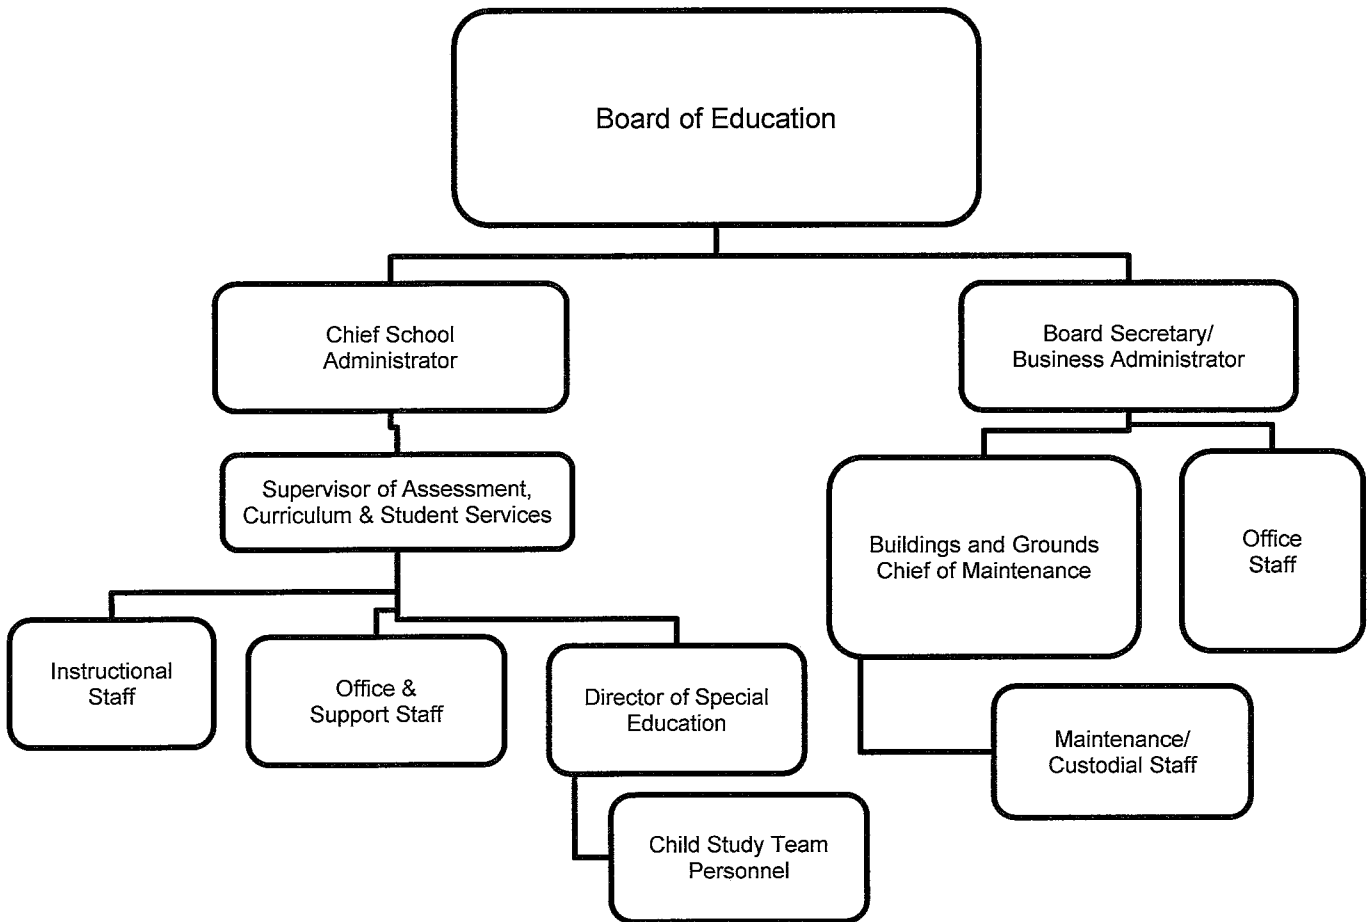 Board of Education
Chief School
Administrator
Board Secretary/
Business Administrator
Supervisor of Assessment,
Curriculum & Student Services
Buildings and Grounds
Chief of Maintenance
Office
Staff
Instructional
Staff
Office &
Support Staff
Director of Special
Education
Maintenance/
Custodial Staff
Child Study Team
Personnel